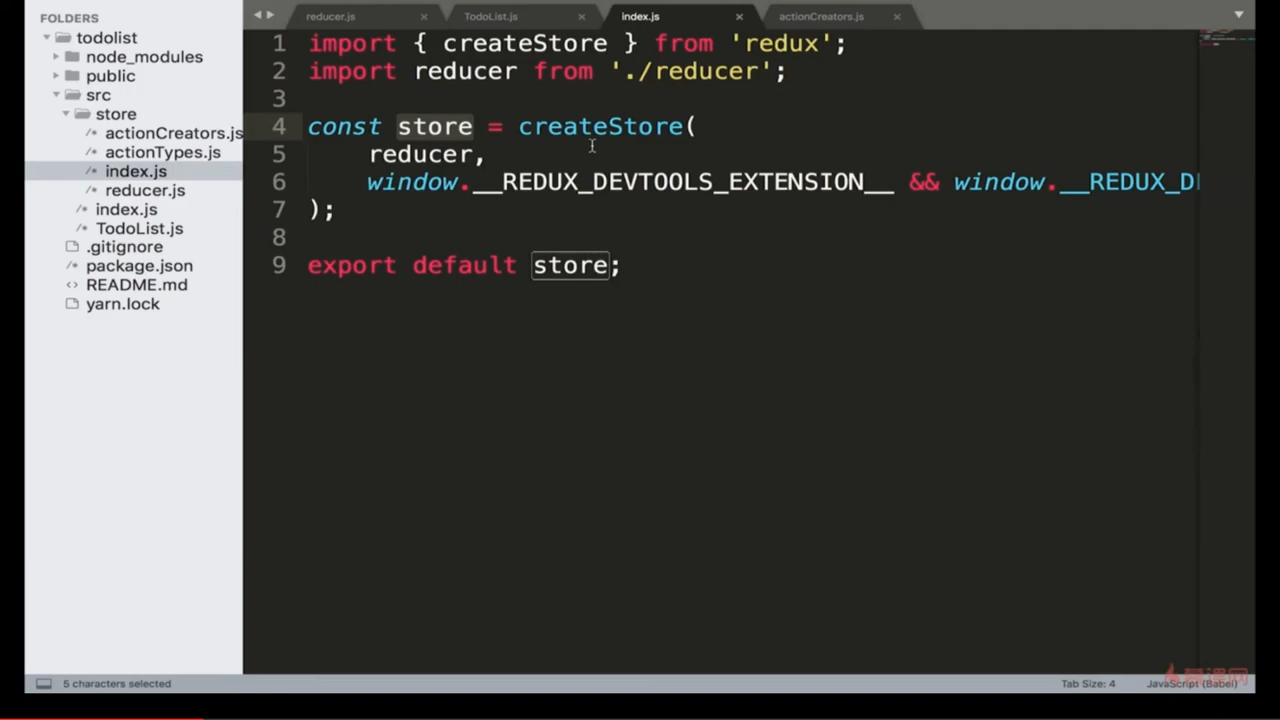 FOLDERS
todolist
node_modules
public
src
store
actionCreators.js
actionTypes.js
index.js
reducer.js
index.js
TodoList.js
.gitignore
package.json
README.md
yarn.lock
reducer.js
TodoList.js
index.js
actionCreators.js
1 import { createStore } from 'redux';
2 import reducer from './reducer';
3
4 const store = createStore(
5 reducer,
6 window.__REDUX_DEVTOOLS_EXTENSION__ && window.__REDUX_D
7 );
8
9 export default store;
5 characters selected
Tab Size: 4
JavaScript (Babel)
慕课网